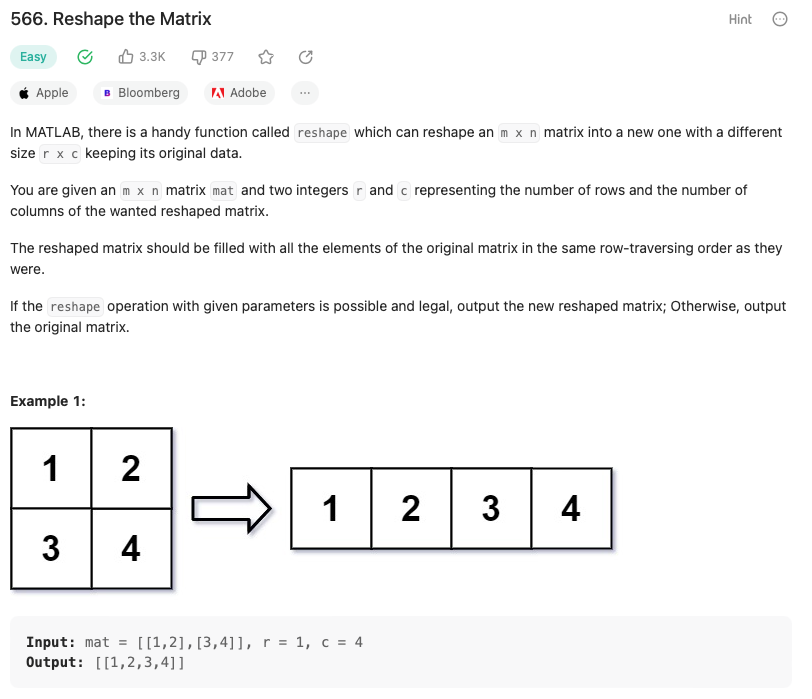 566. Reshape the Matrix
Hint
Easy 3.3K 377
Apple Bloomberg Adobe ...
In MATLAB, there is a handy function called reshape which can reshape an m x n matrix into a new one with a different
size r x c keeping its original data.
You are given an m x n matrix mat and two integers r and c representing the number of rows and the number of
columns of the wanted reshaped matrix.
The reshaped matrix should be filled with all the elements of the original matrix in the same row-traversing order as they
were.
If the reshape operation with given parameters is possible and legal, output the new reshaped matrix; Otherwise, output
the original matrix.
Example 1:
1 2
3 4
1 2 3 4
Input: mat = [[1,2],[3,4]], r = 1, c = 4
Output: [[1,2,3,4]]